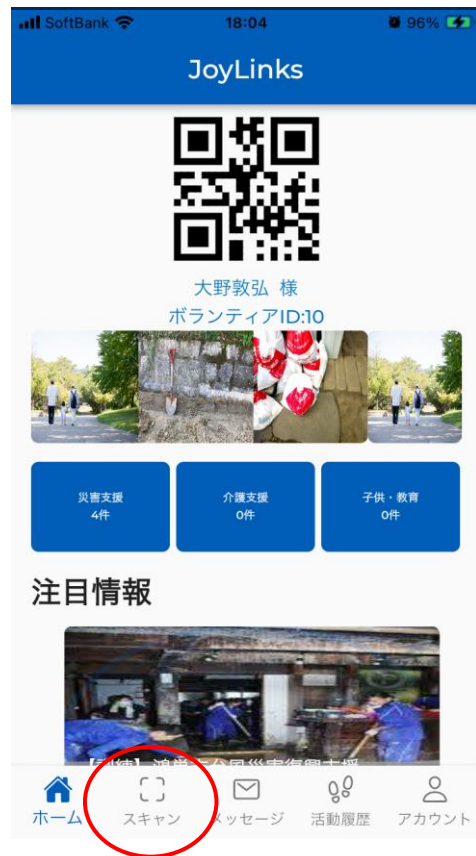 SoftBank 18:04 96%
JoyLinks
大野敦弘 様
ボランティアID:10
災害支援 介護支援 子供・教育
4件 0件 0件
注目情報
ホーム スキャン メッセージ 活動履歴 アカウント